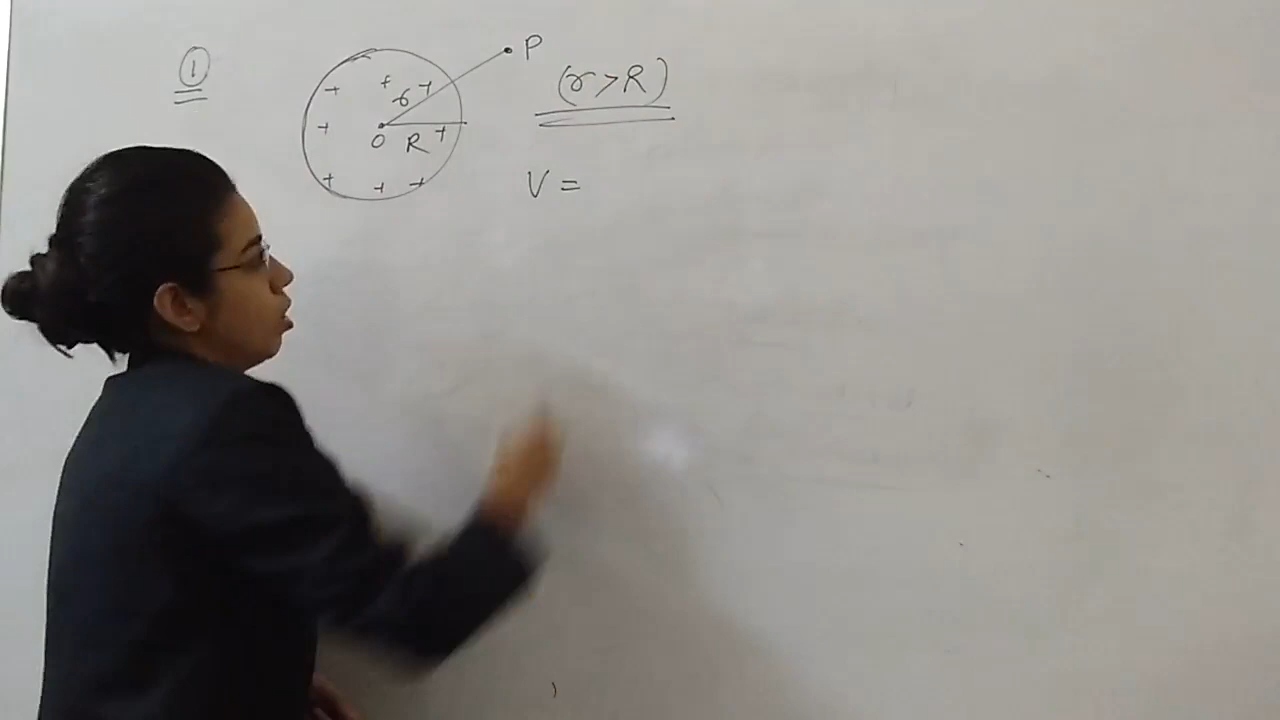 ①
P
(r>R)
+ + r +
+ O R +
+ + +
V =